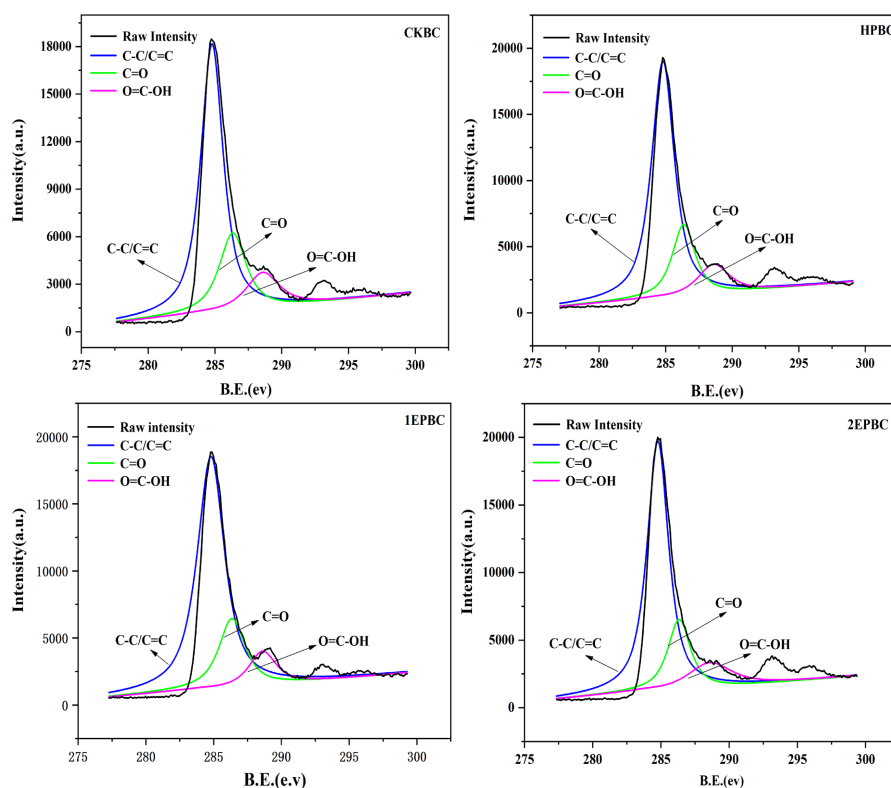 CKBC
Raw Intensity
C-C/C=C
C=O
O=C-OH
18000
15000
12000
9000
6000
3000
0
Intensity(a.u.)
C-C/C=C
C=O
O=C-OH
275
280
285
290
295
300
B.E.(ev)
HPBC
Raw Intensity
C-C/C=C
C=O
O=C-OH
20000
15000
10000
5000
0
Intensity(a.u.)
C-C/C=C
C=O
O=C-OH
275
280
285
290
295
300
B.E.(ev)
1EPBC
Raw intensity
C-C/C=C
C=O
O=C-OH
20000
15000
10000
5000
0
Intensity(a.u.)
C-C/C=C
C=O
O=C-OH
275
280
285
290
295
300
B.E.(e.v)
2EPBC
Raw Intensity
C-C/C=C
C=O
O=C-OH
20000
15000
10000
5000
0
Intensity(a.u.)
C-C/C=C
C=O
O=C-OH
275
280
285
290
295
300
B.E.(ev)